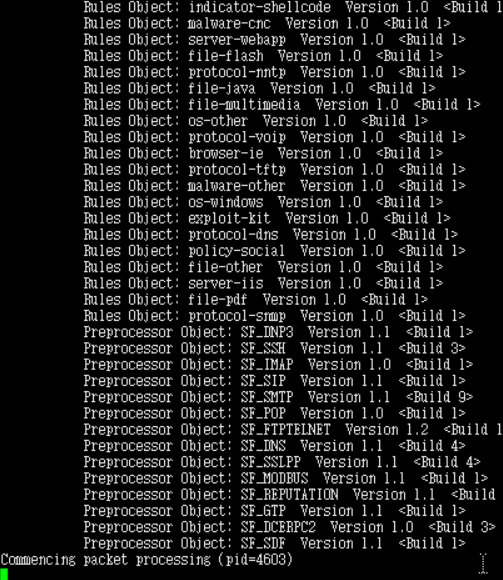 Rules Object: indicator-shellcode Version 1.0 <Build 1
Rules Object: malware-cnc Version 1.0 <Build 1>
Rules Object: server-webapp Version 1.0 <Build 1>
Rules Object: file-flash Version 1.0 <Build 1>
Rules Object: protocol-nntp Version 1.0 <Build 1>
Rules Object: file-java Version 1.0 <Build 1>
Rules Object: file-multimedia Version 1.0 <Build 1>
Rules Object: os-other Version 1.0 <Build 1>
Rules Object: protocol-voip Version 1.0 <Build 1>
Rules Object: browser-ie Version 1.0 <Build 1>
Rules Object: protocol-tftp Version 1.0 <Build 1>
Rules Object: malware-other Version 1.0 <Build 1>
Rules Object: os-windows Version 1.0 <Build 1>
Rules Object: exploit-kit Version 1.0 <Build 1>
Rules Object: protocol-dns Version 1.0 <Build 1>
Rules Object: policy-social Version 1.0 <Build 1>
Rules Object: file-other Version 1.0 <Build 1>
Rules Object: server-iis Version 1.0 <Build 1>
Rules Object: file-pdf Version 1.0 <Build 1>
Rules Object: protocol-snmp Version 1.0 <Build 1>
Preprocessor Object: SF_DNP3 Version 1.1 <Build 1>
Preprocessor Object: SF_SSH Version 1.1 <Build 3>
Preprocessor Object: SF_IMAP Version 1.0 <Build 1>
Preprocessor Object: SF_SIP Version 1.1 <Build 1>
Preprocessor Object: SF_SMTP Version 1.1 <Build 9>
Preprocessor Object: SF_POP Version 1.0 <Build 1>
Preprocessor Object: SF_FTPTELNET Version 1.2 <Build 1
Preprocessor Object: SF_DNS Version 1.1 <Build 4>
Preprocessor Object: SF_SSLPP Version 1.1 <Build 4>
Preprocessor Object: SF_MODBUS Version 1.1 <Build 1>
Preprocessor Object: SF_REPUTATION Version 1.1 <Build
Preprocessor Object: SF_GTP Version 1.1 <Build 1>
Preprocessor Object: SF_DCERPC2 Version 1.0 <Build 3>
Preprocessor Object: SF_SDF Version 1.1 <Build 1>
Commencing packet processing (pid=4603)